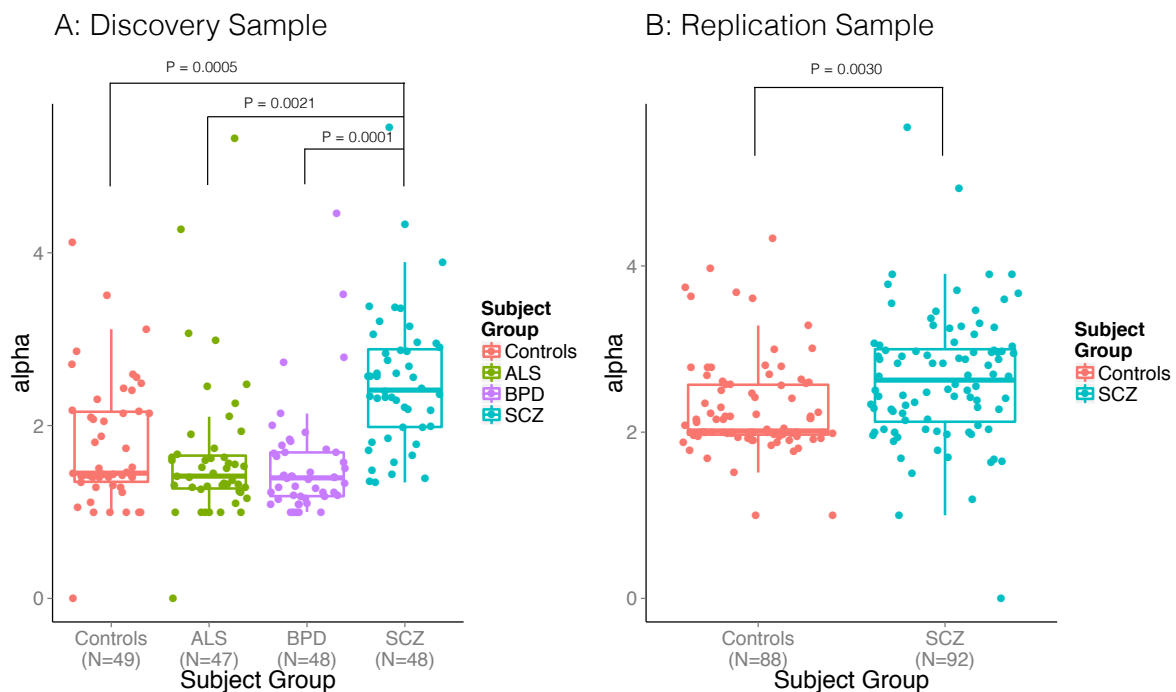 A: Discovery Sample
P = 0.0005
P = 0.0021
P = 0.0001
alpha
4
2
0
Controls
(N=49)
ALS
(N=47)
BPD
(N=48)
SCZ
(N=48)
Subject Group
Subject
Group
Controls
ALS
BPD
SCZ
B: Replication Sample
P = 0.0030
alpha
4
2
0
Controls
(N=88)
SCZ
(N=92)
Subject Group
Subject
Group
Controls
SCZ